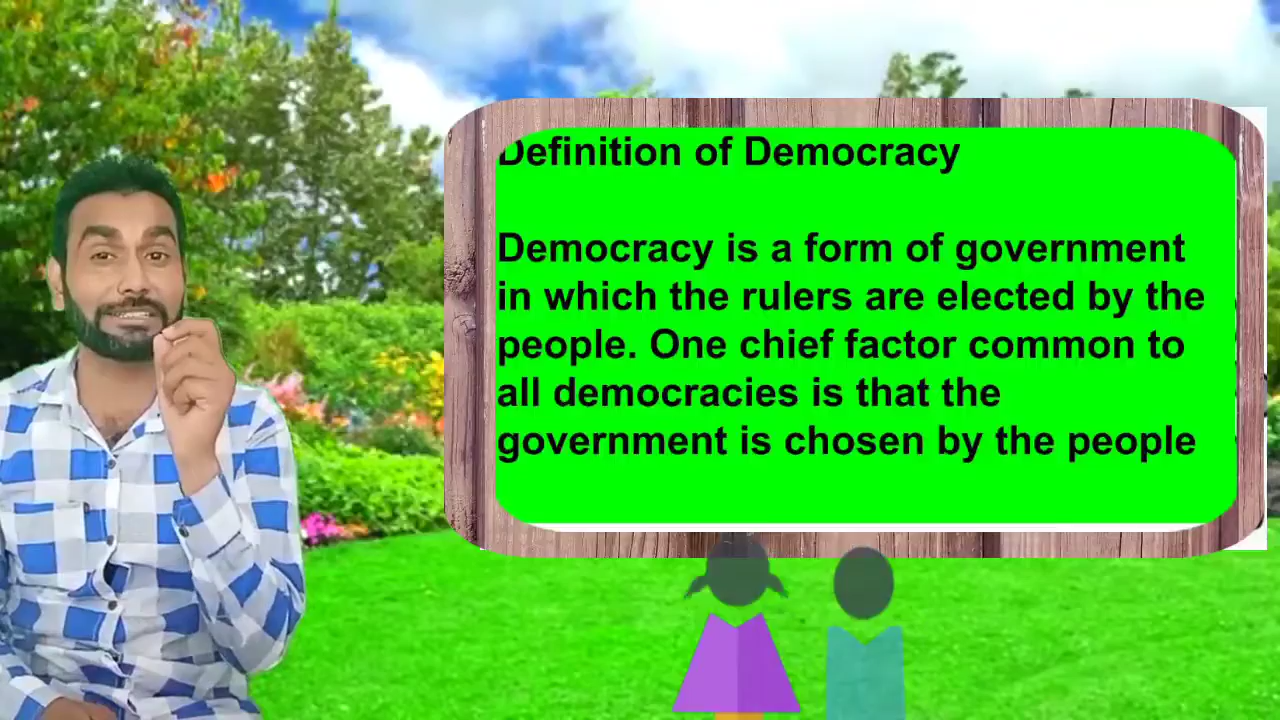 Definition of Democracy
Democracy is a form of government
in which the rulers are elected by the
people. One chief factor common to
all democracies is that the
government is chosen by the people